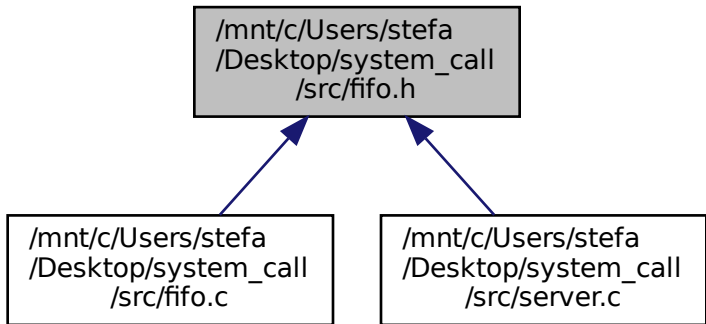 /mnt/c/Users/stefa
/Desktop/system_call
/src/fifo.h
/mnt/c/Users/stefa
/Desktop/system_call
/src/fifo.c
/mnt/c/Users/stefa
/Desktop/system_call
/src/server.c